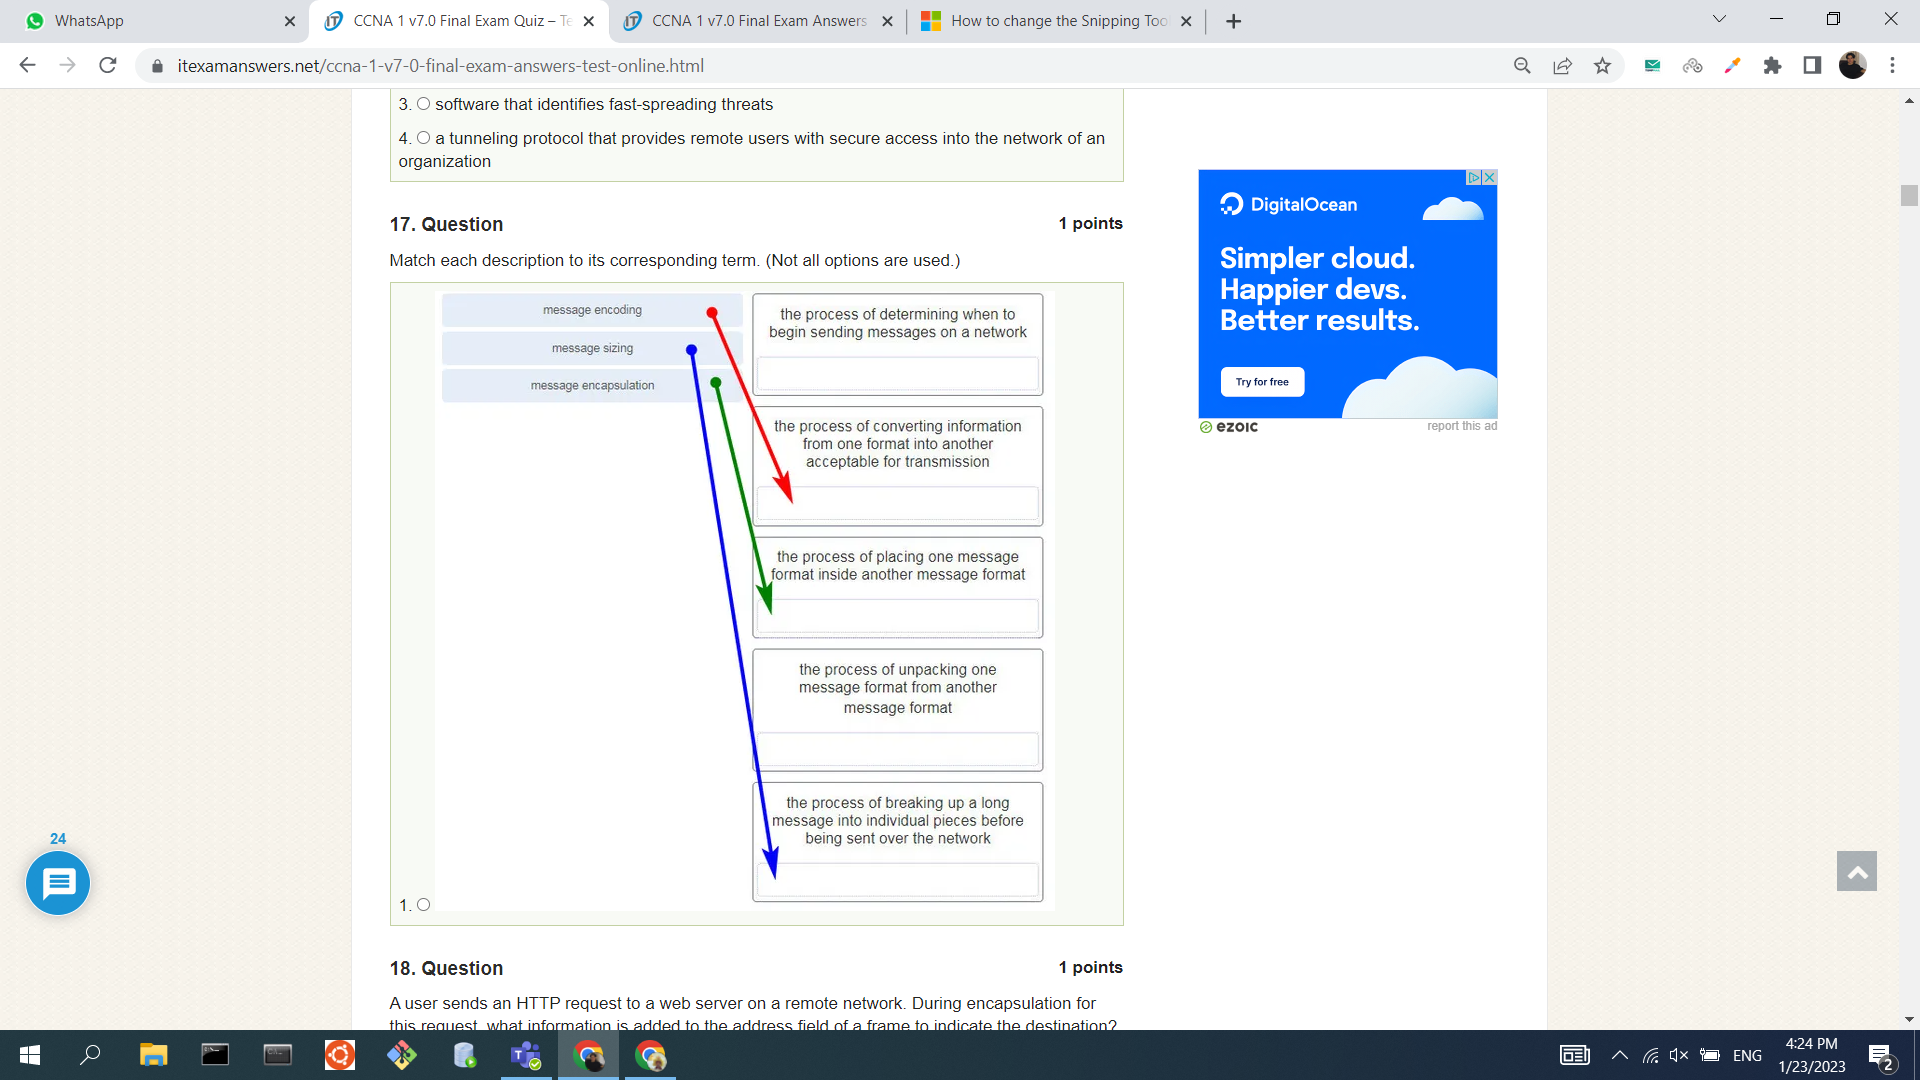 WhatsApp
CCNA 1 v7.0 Final Exam Quiz – Te
CCNA 1 v7.0 Final Exam Answers
How to change the Snipping Too
itexamanswers.net/ccna-1-v7-0-final-exam-answers-test-online.html
3. software that identifies fast-spreading threats
4. a tunneling protocol that provides remote users with secure access into the network of an
organization
17. Question
1 points
Match each description to its corresponding term. (Not all options are used.)
message encoding
message sizing
message encapsulation
the process of determining when to
begin sending messages on a network
the process of converting information
from one format into another
acceptable for transmission
the process of placing one message
format inside another message format
the process of unpacking one
message format from another
message format
the process of breaking up a long
message into individual pieces before
being sent over the network
1.
18. Question
1 points
A user sends an HTTP request to a web server on a remote network. During encapsulation for
this request, what information is added to the address field of a frame to indicate the destination?
DigitalOcean
Simpler cloud.
Happier devs.
Better results.
Try for free
ezoic
report this ad
24
ENG
4:24 PM
1/23/2023
2